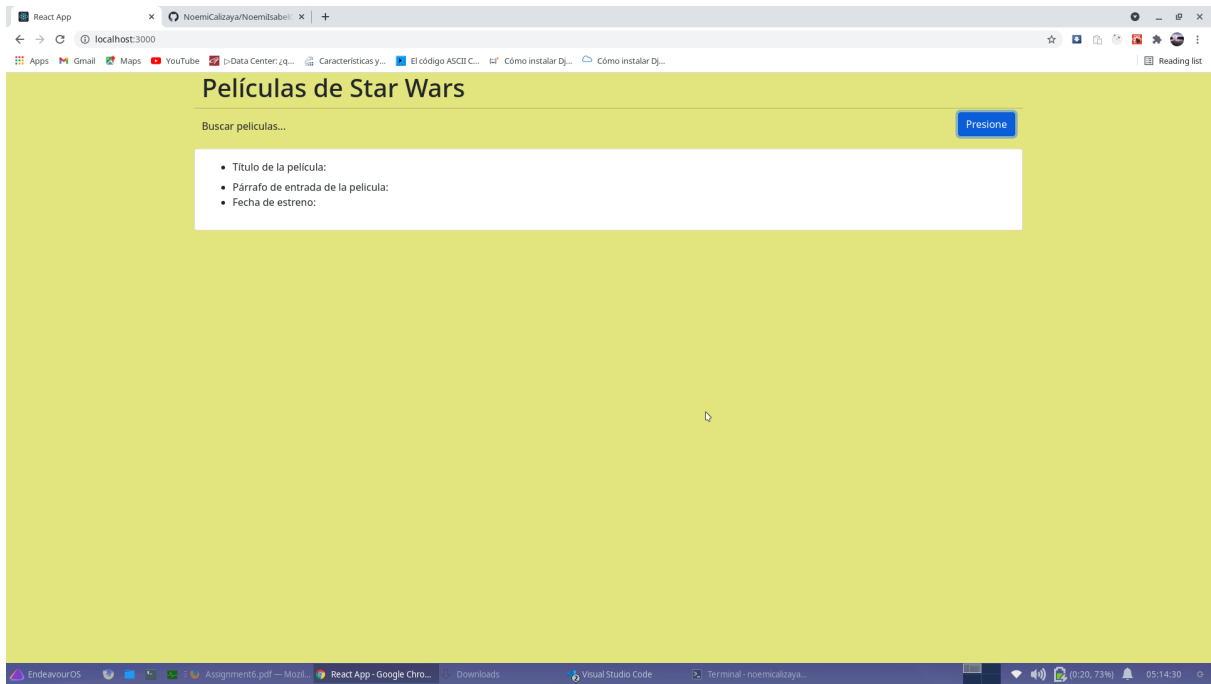 React App
NoemiCalizaya/NoemiIsabel
localhost:3000
Apps Gmail Maps YouTube ▷Data Center: ¿q... Características y... El código ASCII C... Cómo instalar Dj... Cómo instalar Dj... Reading list
Películas de Star Wars
Buscar peliculas... Presione
• Título de la película:
• Párrafo de entrada de la pelicula:
• Fecha de estreno:
EndeavourOS Assignment6.pdf — Mozil... React App - Google Chro... Downloads Visual Studio Code Terminal - noemicalizaya... (0:20, 73%) 05:14:30